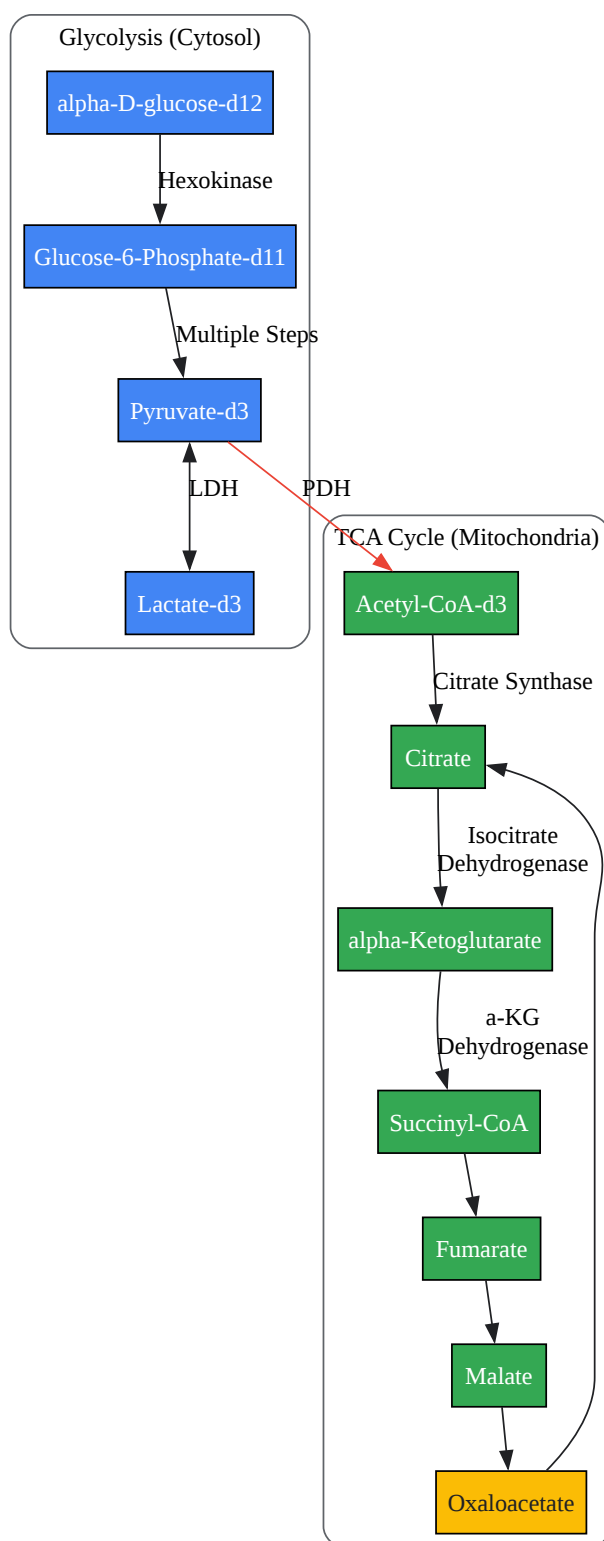 Glycolysis (Cytosol)
alpha-D-glucose-d12
Hexokinase
Glucose-6-Phosphate-d11
Multiple Steps
Pyruvate-d3
LDH
PDH
TCA Cycle (Mitochondria)
Lactate-d3
Acetyl-CoA-d3
Citrate Synthase
Citrate
Isocitrate
Dehydrogenase
alpha-Ketoglutarate
a-KG
Dehydrogenase
Succinyl-CoA
Fumarate
Malate
Oxaloacetate